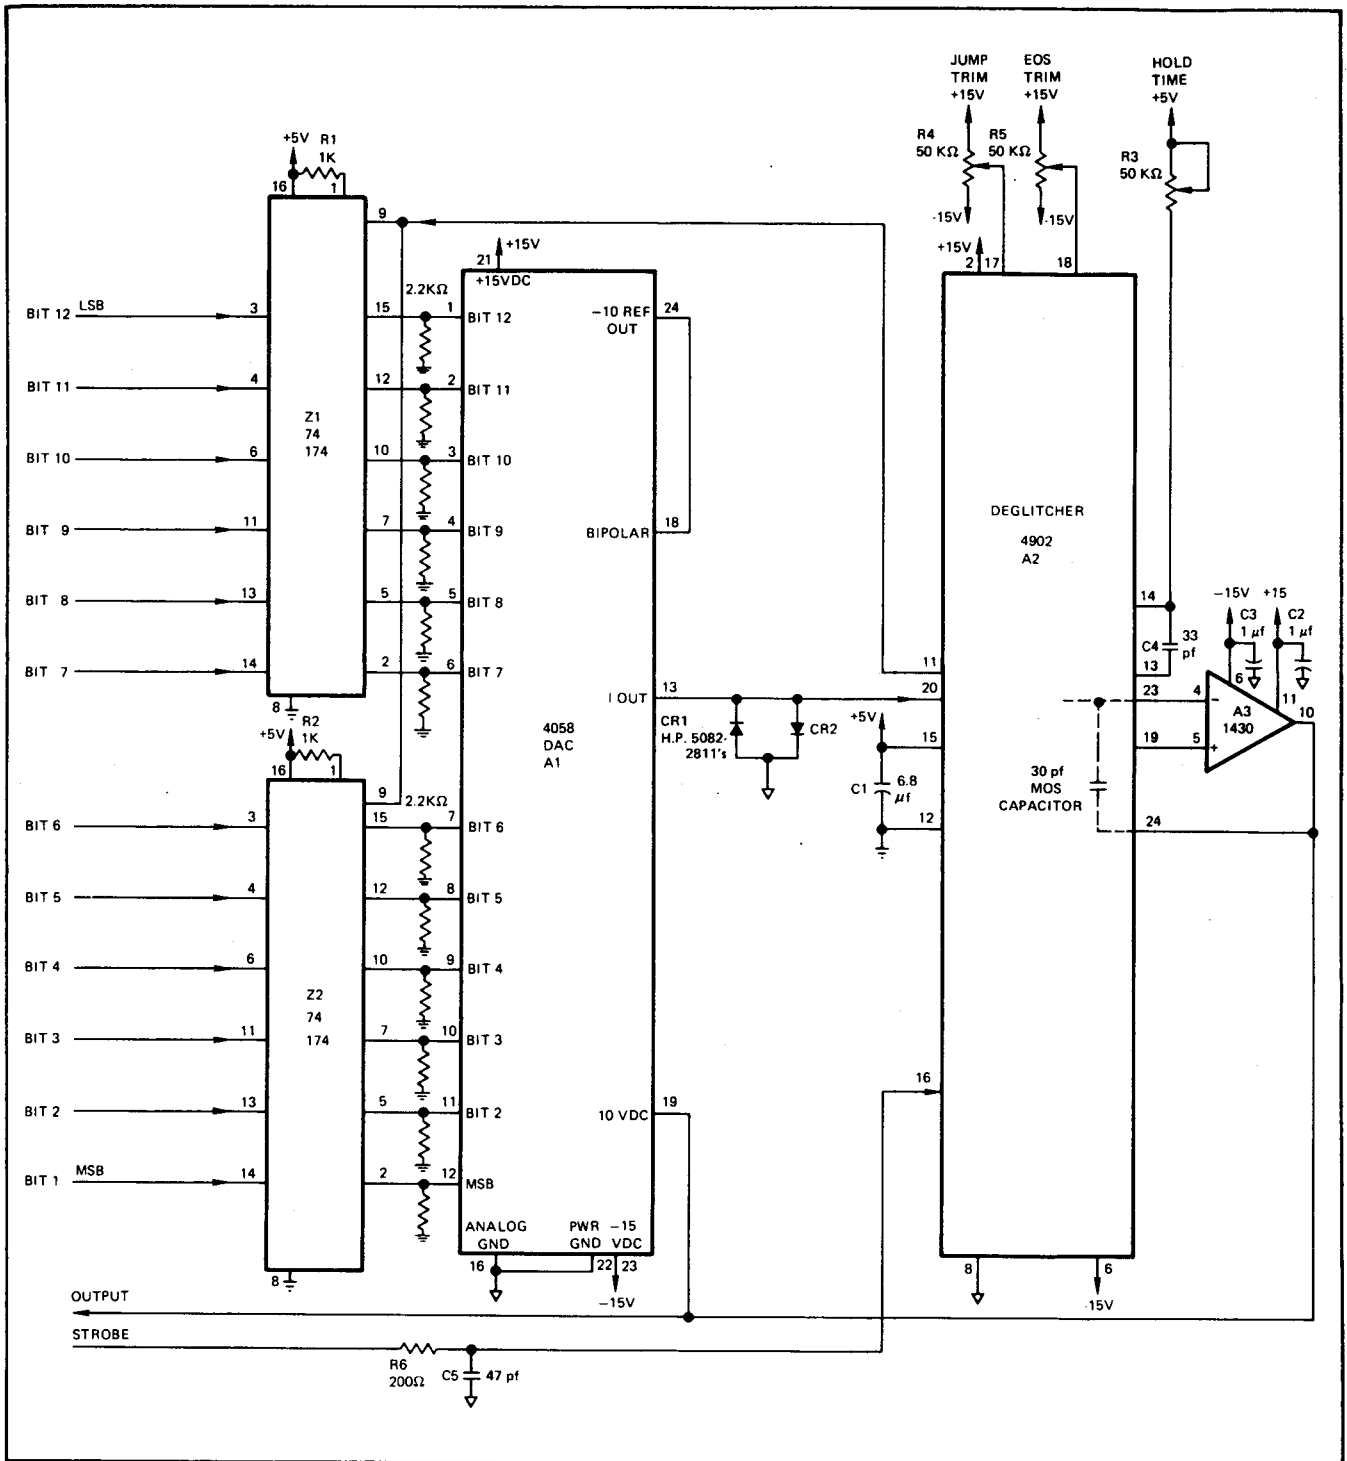 JUMP
TRIM
+15V
EOS
TRIM
+15V
HOLD
TIME
+5V
R4
50 KΩ
R5
50 KΩ
R3
50 KΩ
-15V
-15V
+15V
2
17
18
+5V
R1
1K
16
1
9
Z1
74
174
BIT 12
LSB
3
15
BIT 11
4
12
BIT 10
6
10
BIT 9
11
7
BIT 8
13
5
BIT 7
14
2
8
2.2KΩ
21
+15V
+15VDC
1
BIT 12
2
BIT 11
3
BIT 10
4
BIT 9
5
BIT 8
6
BIT 7
-10 REF
OUT
24
BIPOLAR
18
I OUT
13
4058
DAC
A1
CR1
H.P. 5082-
2811's
CR2
+5V
C1
6.8
μf
11
20
15
12
DEGLITCHER
4902
A2
30 pf
MOS
CAPACITOR
14
C4
33
pf
13
23
19
24
-15V
C3
1 μf
+15
C2
1 μf
6
11
4
5
10
-
+
A3
1430
+5V
R2
1K
16
1
9
2.2KΩ
Z2
74
174
BIT 6
3
15
7
BIT 6
BIT 5
4
12
8
BIT 5
BIT 4
6
10
9
BIT 4
BIT 3
11
7
10
BIT 3
BIT 2
13
5
11
BIT 2
BIT 1
MSB
14
2
12
MSB
8
10 VDC
19
16
ANALOG
GND
PWR
GND
-15
VDC
16
22
23
-15V
8
6
15V
OUTPUT
STROBE
R6
200Ω
C5
47 pf